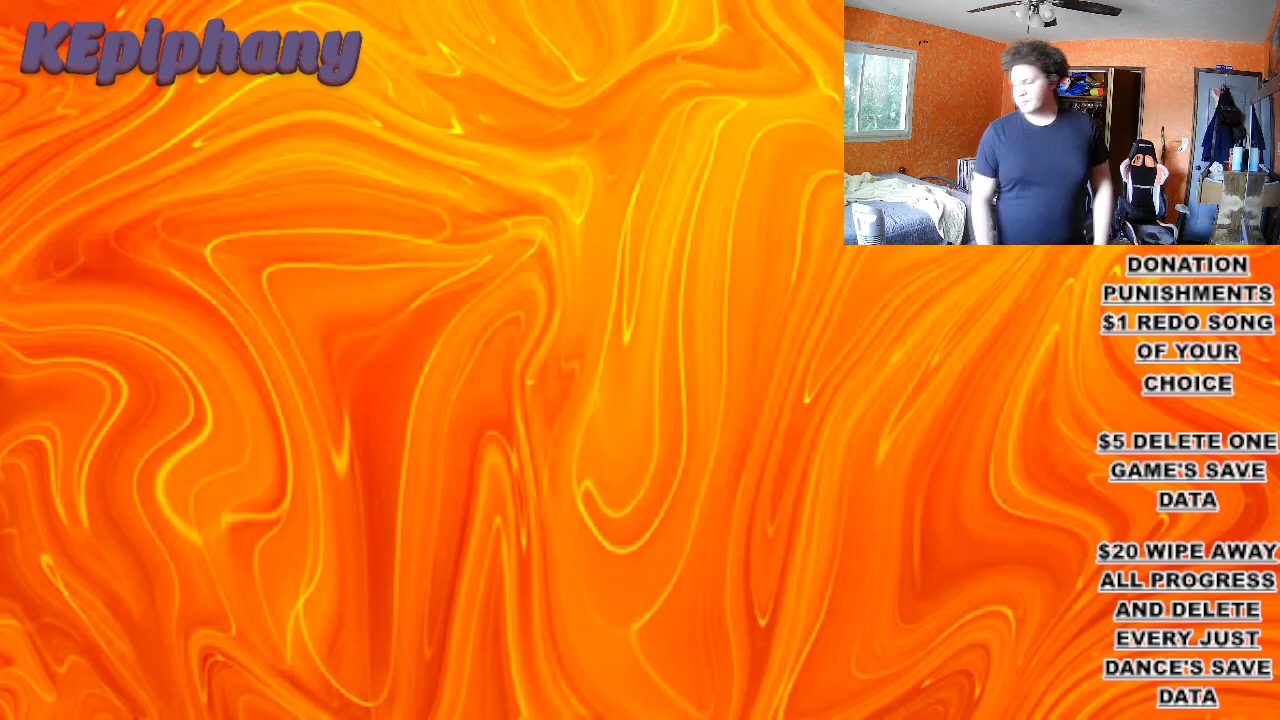 KEpiphany
DONATION
PUNISHMENTS
$1 REDO SONG
OF YOUR
CHOICE
$5 DELETE ONE
GAME'S SAVE
DATA
$20 WIPE AWAY
ALL PROGRESS
AND DELETE
EVERY JUST
DANCE'S SAVE
DATA